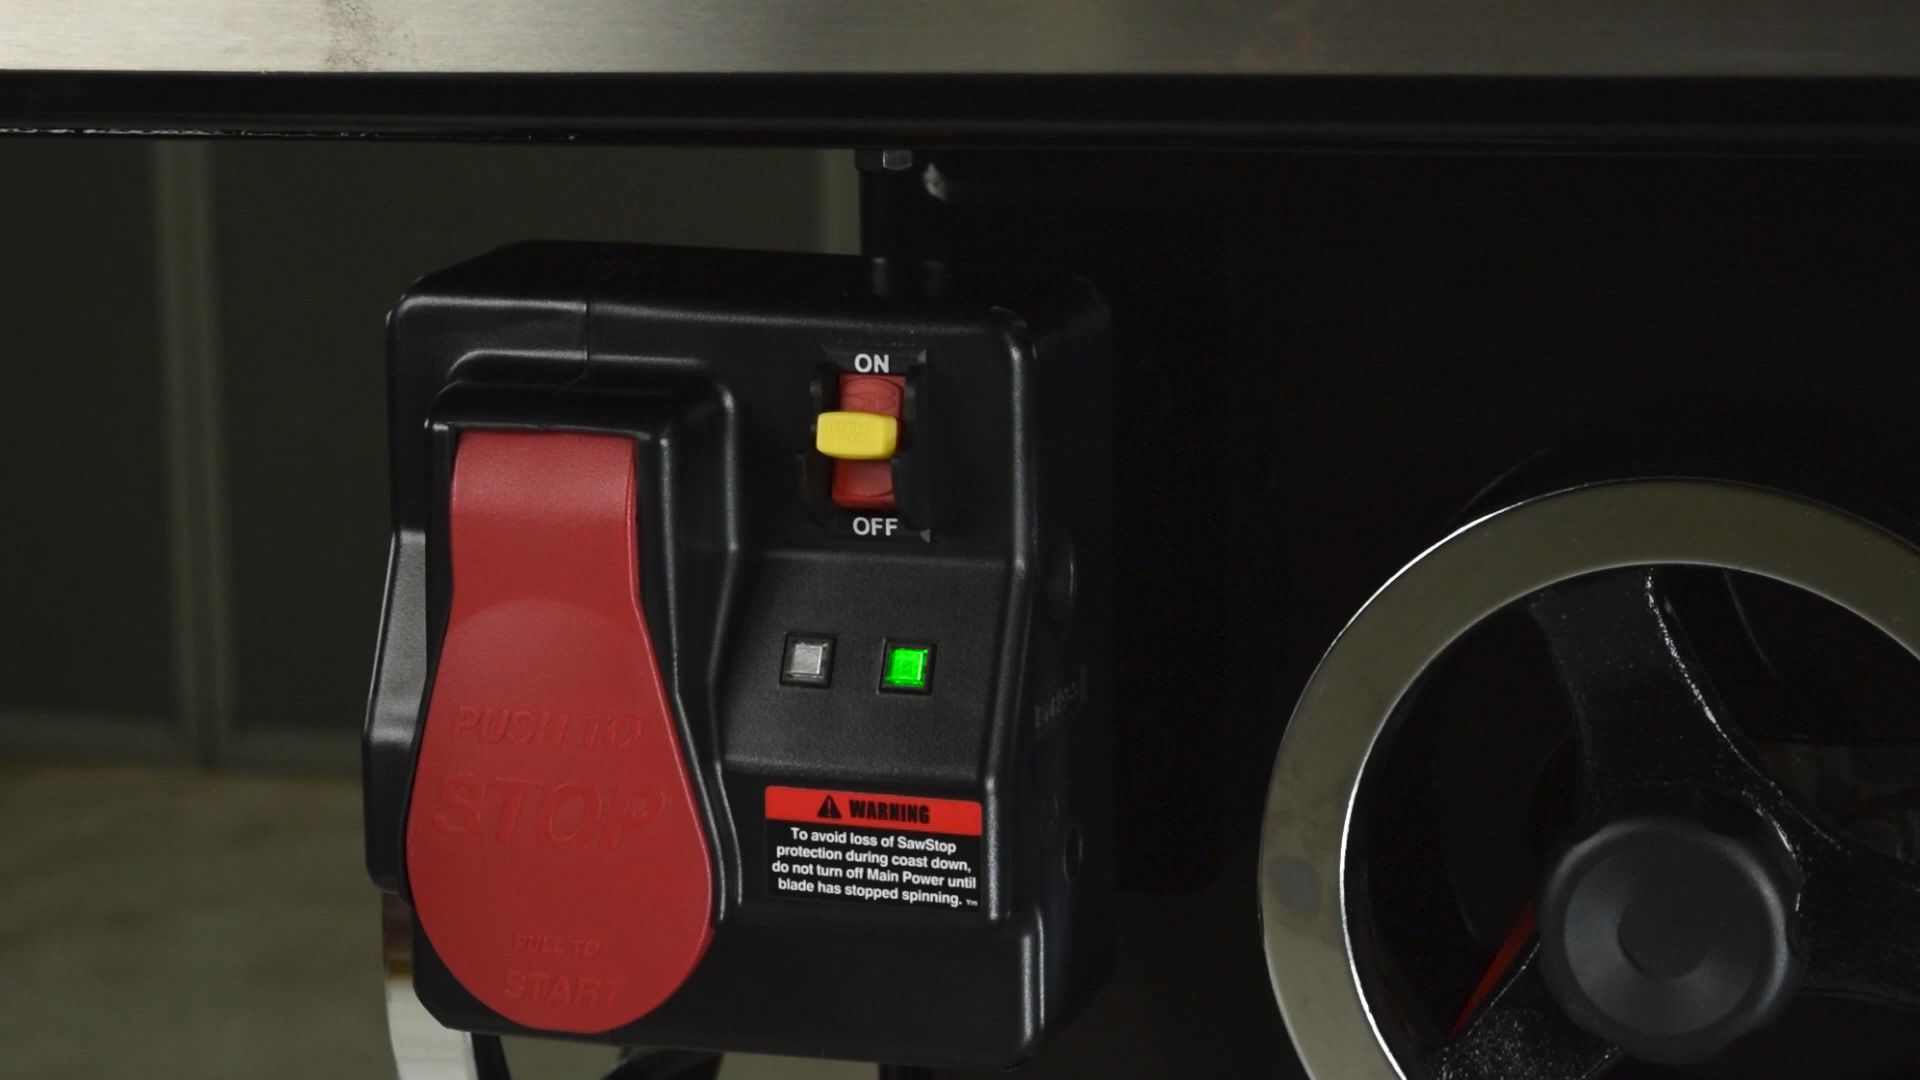 ON
OFF
PUSH TO
STOP
PULL TO
START
WARNING
To avoid loss of SawStop
protection during coast down,
do not turn off Main Power until
blade has stopped spinning.